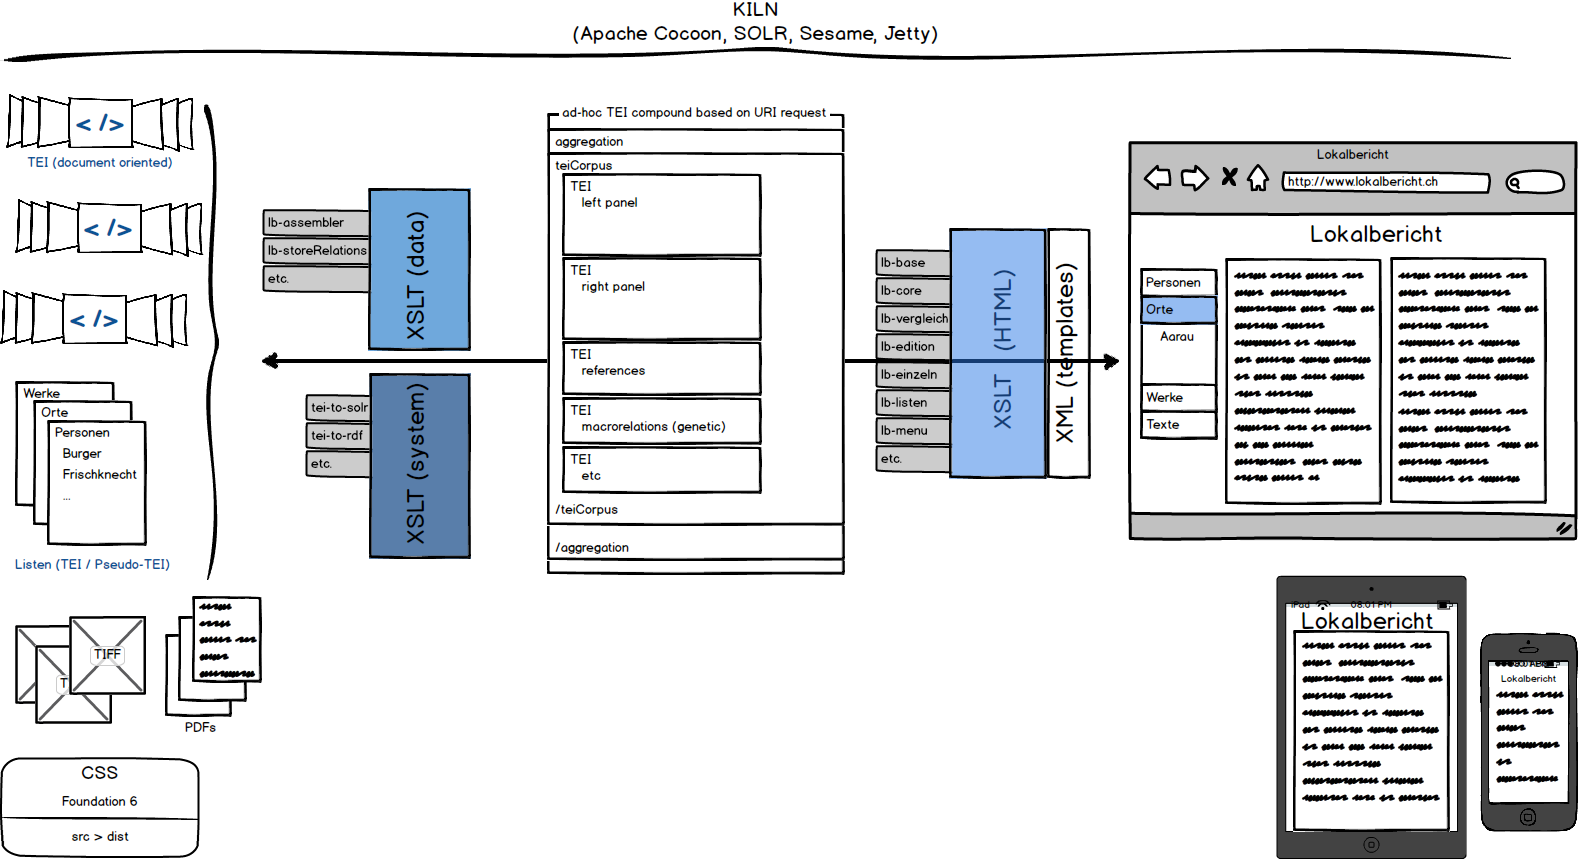 KILN
(Apache Cocoon, SOLR, Sesame, Jetty)
</>
TEI (document oriented)
</>
</>
Werke
Orte
Personen
Burger
Frischknecht
...
Listen (TEI / Pseudo-TEI)
TIFF
T
PDFs
CSS
Foundation 6
src > dist
lb-assembler
lb-storeRelations
etc.
XSLT (data)
tei-to-solr
tei-to-rdf
etc.
XSLT (system)
ad-hoc TEI compound based on URI request
aggregation
teiCorpus
TEI
left panel
TEI
right panel
TEI
references
TEI
macrorelations (genetic)
TEI
etc
/teiCorpus
/aggregation
lb-base
lb-core
lb-vergleich
lb-edition
lb-einzeln
lb-listen
lb-menu
etc.
XSLT (HTML)
XML (templates)
Lokalbericht
http://www.lokalbericht.ch
Lokalbericht
Personen
Orte
Aarau
Werke
Texte
iPad
08:01 PM
Lokalbericht
Lokalbericht